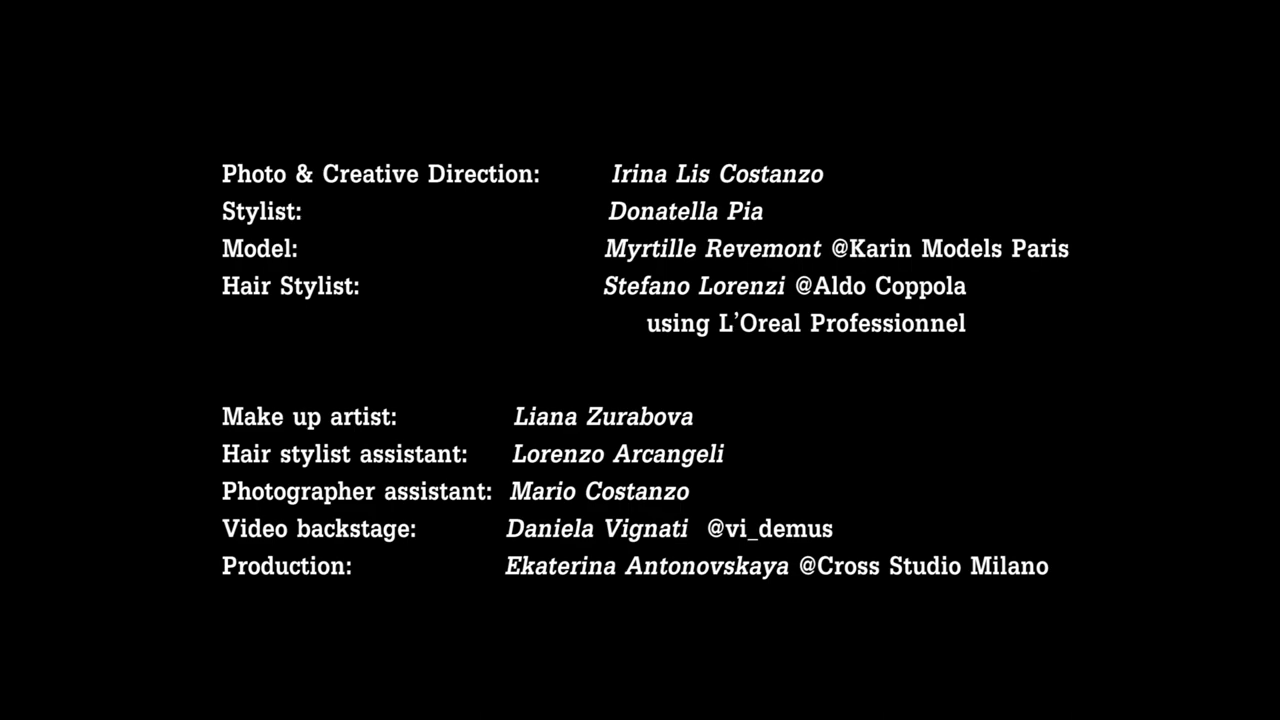 Photo & Creative Direction: Irina Lis Costanzo
Stylist: Donatella Pia
Model: Myrtille Revemont @Karin Models Paris
Hair Stylist: Stefano Lorenzi @Aldo Coppola
using L’Oreal Professionnel
Make up artist: Liana Zurabova
Hair stylist assistant: Lorenzo Arcangeli
Photographer assistant: Mario Costanzo
Video backstage: Daniela Vignati @vi_demus
Production: Ekaterina Antonovskaya @Cross Studio Milano